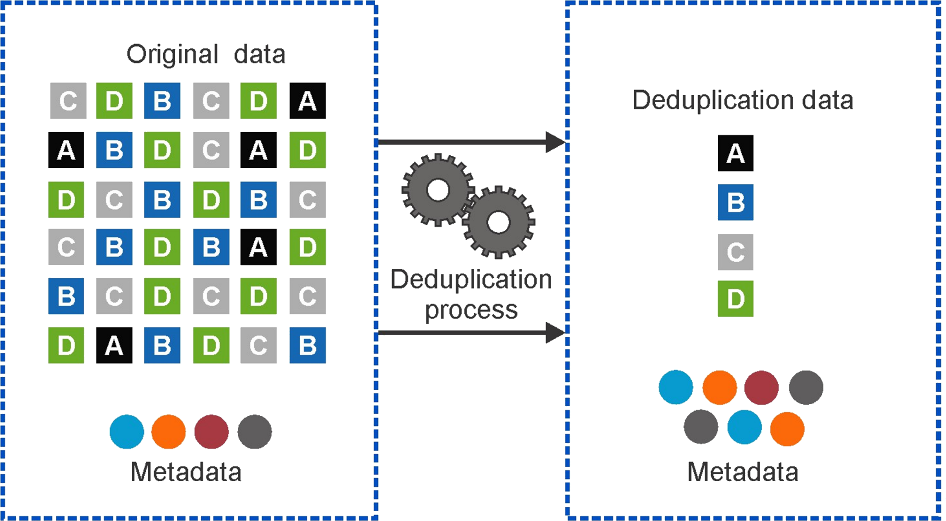 Original data
C D B C D A
A B D C A D
D C B D B C
C B D B A D
B C D C D C
D A B D C B
Metadata
Deduplication
process
Deduplication data
A
B
C
D
Metadata